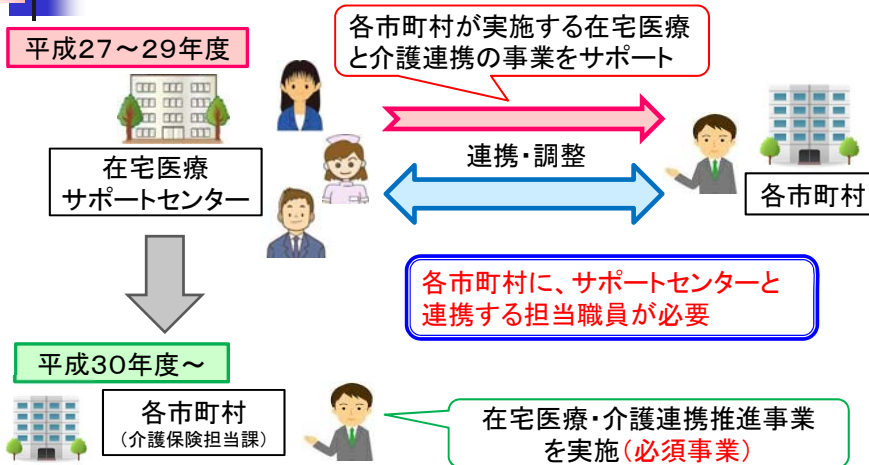 平成27～29年度
各市町村が実施する在宅医療
と介護連携の事業をサポート
在宅医療
サポートセンター
連携・調整
各市町村
各市町村に、サポートセンターと
連携する担当職員が必要
平成30年度～
各市町村
（介護保険担当課）
在宅医療・介護連携推進事業
を実施(必須事業)